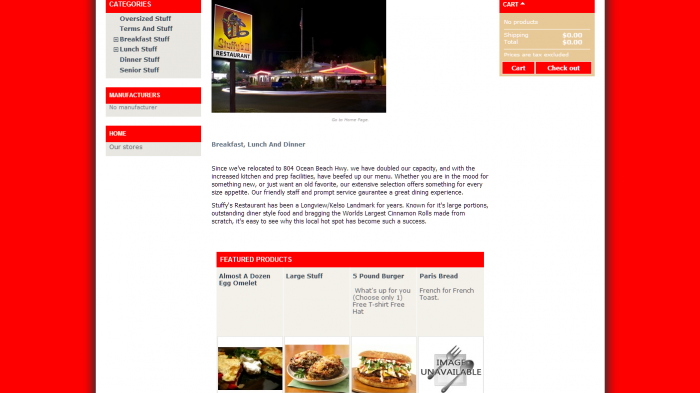 CATEGORIES
Oversized Stuff
Terms And Stuff
Breakfast Stuff
Lunch Stuff
Dinner Stuff
Senior Stuff
MANUFACTURERS
No manufacturer
HOME
Our stores
RESTAURANT
Go to Home Page
CART
No products
Shipping $0.00
Total $0.00
Prices are tax excluded
Cart Check out
Breakfast, Lunch And Dinner
Since we've relocated to 804 Ocean Beach Hwy. we have doubled our capacity, and with the
increased kitchen and prep facilities, have beefed up our menu. Whether you are in the mood for
something new, or just want an old favorite, our extensive selection offers something for every
size appetite. Our friendly staff and prompt service gaurantee a great dining experience.
Stuffy's Restaurant has been a Longview/Kelso Landmark for years. Known for it's large portions,
outstanding diner style food and bragging the Worlds Largest Cinnamon Rolls made from
scratch, it's easy to see why this local hot spot has become such a success.
FEATURED PRODUCTS
Almost A Dozen
Egg Omelet
Large Stuff
5 Pound Burger
What's up for you
(Choose only 1)
Free T-shirt Free
Hat
Paris Bread
French for French
Toast.
IMAGE
UNAVAILABLE